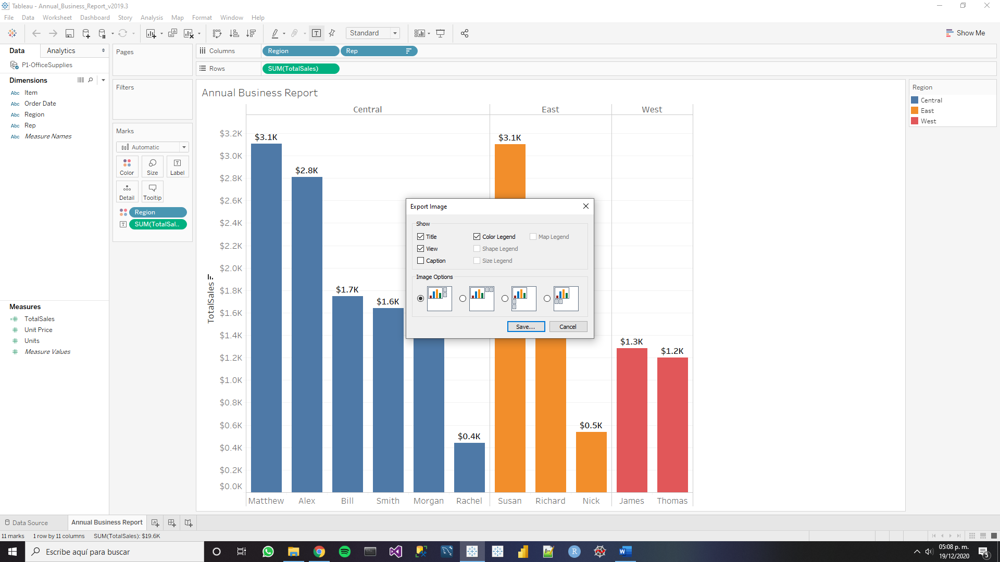 Tableau - Annual_Business_Report_v2019.3
File Data Worksheet Dashboard Story Analysis Map Format Window Help
Standard
Show Me
Data Analytics
P1-OfficeSupplies
Dimensions
Abc Item
Abc Order Date
Abc Region
Abc Rep
Abc Measure Names
Measures
TotalSales
Unit Price
Units
Measure Values
Pages
Filters
Marks
Automatic
Color Size Label
Detail Tooltip
Region
SUM(TotalSal..
Columns Region Rep
Rows SUM(TotalSales)
Annual Business Report
Central East West
$3.2K
$3.0K
$2.8K
$2.6K
$2.4K
$2.2K
$2.0K
$1.8K
$1.6K
$1.4K
$1.2K
$1.0K
$0.8K
$0.6K
$0.4K
$0.2K
$0.0K
TotalSales
$3.1K
$2.8K
$1.7K
$1.6K
$0.4K
$3.1K
$0.5K
$1.3K
$1.2K
Matthew Alex Bill Smith Morgan Rachel Susan Richard Nick James Thomas
Export Image
Show
Title Color Legend Map Legend
View Shape Legend
Caption Size Legend
Image Options
Save... Cancel
Region
Central
East
West
Data Source Annual Business Report
11 marks 1 row by 11 columns SUM(TotalSales): $19.6K
Escribe aquí para buscar
05:08 p. m.
19/12/2020
5